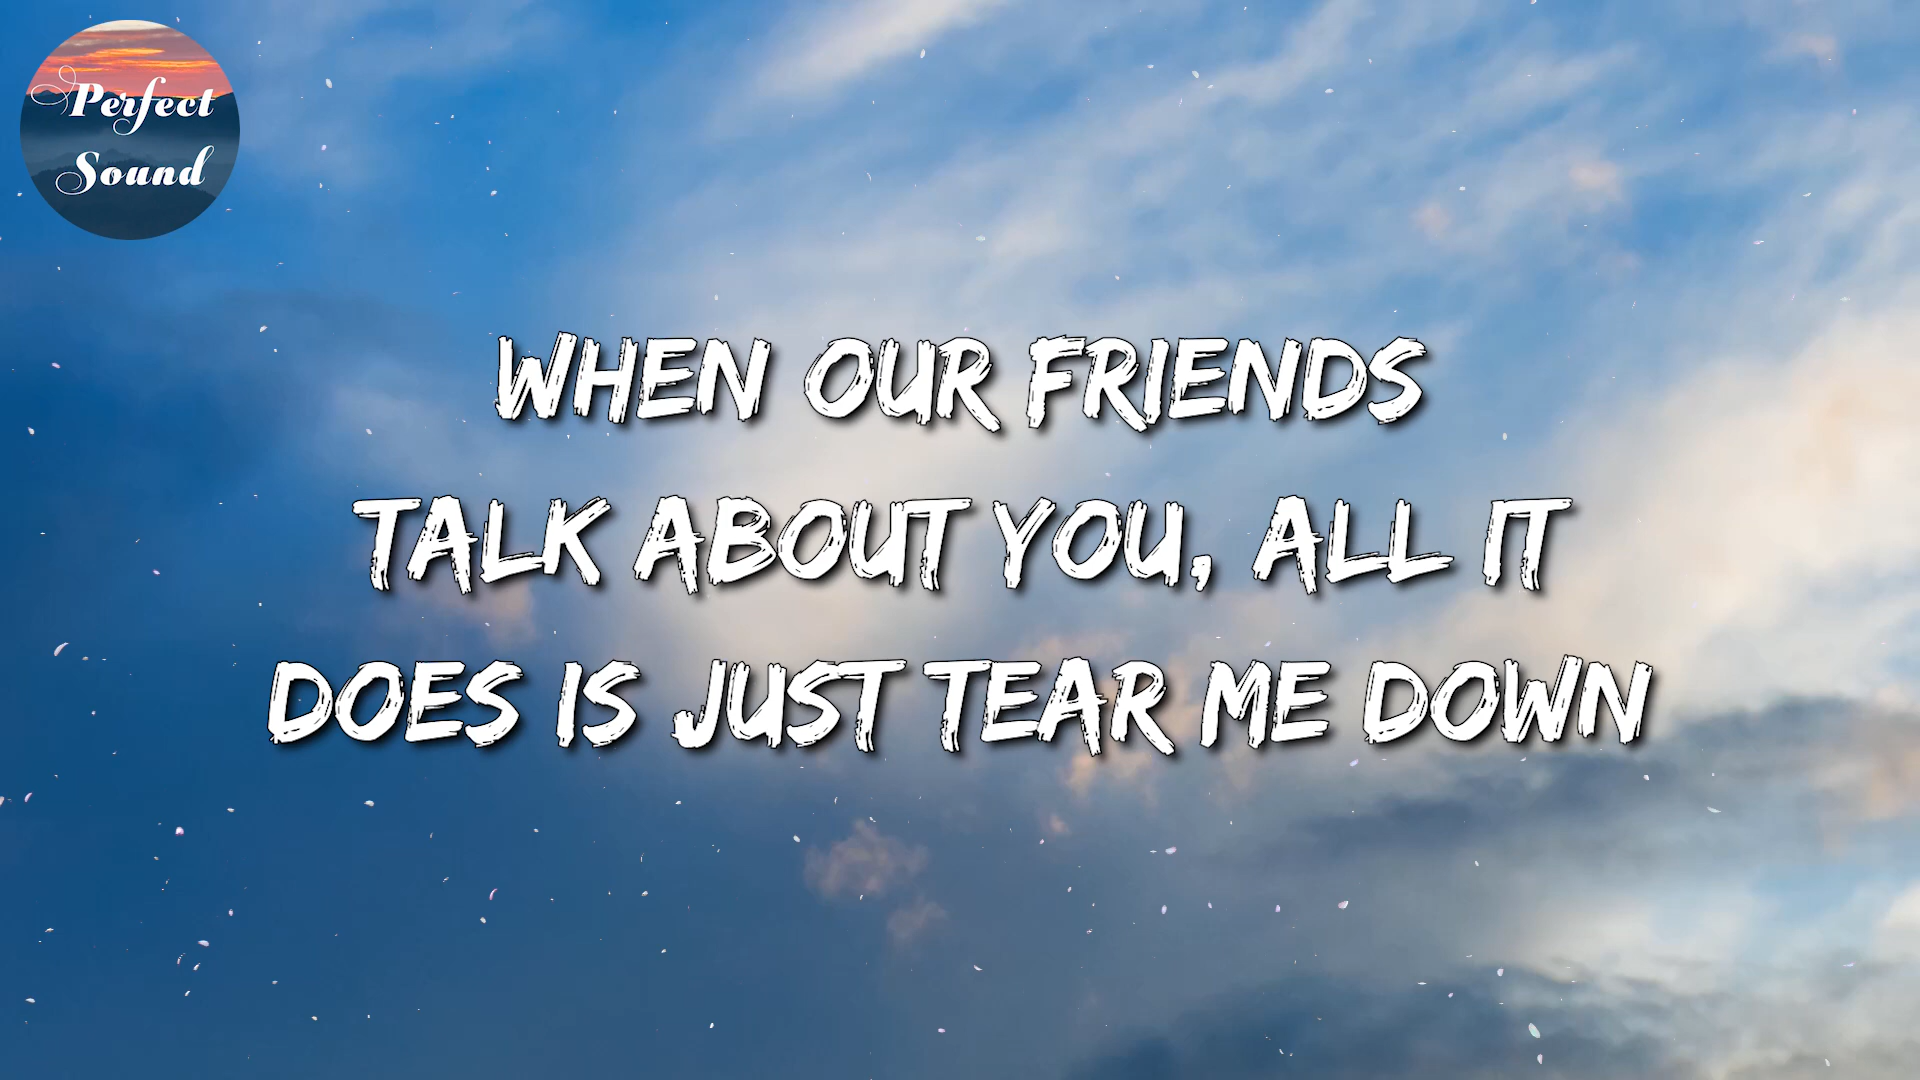 Perfect
Sound
WHEN OUR FRIENDS
TALK ABOUT YOU, ALL IT
DOES IS JUST TEAR ME DOWN